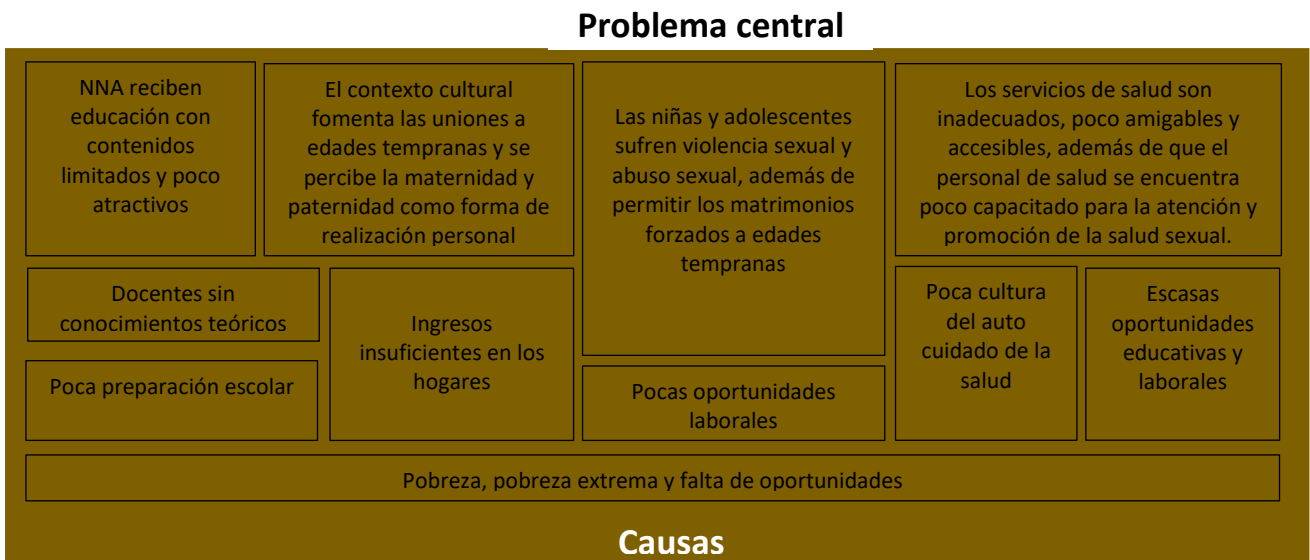 Problema central
NNA reciben
educación con
contenidos
limitados y poco
atractivos
El contexto cultural
fomenta las uniones a
edades tempranas y se
percibe la maternidad y
paternidad como forma de
realización personal
Las niñas y adolescentes
sufren violencia sexual y
abuso sexual, además de
permitir los matrimonios
forzados a edades
tempranas
Los servicios de salud son
inadecuados, poco amigables y
accesibles, además de que el
personal de salud se encuentra
poco capacitado para la atención y
promoción de la salud sexual.
Docentes sin
conocimientos teóricos
Ingresos
insuficientes en los
hogares
Poca cultura
del auto
cuidado de la
salud
Escasas
oportunidades
educativas y
laborales
Poca preparación escolar
Pocas oportunidades
laborales
Pobreza, pobreza extrema y falta de oportunidades
Causas